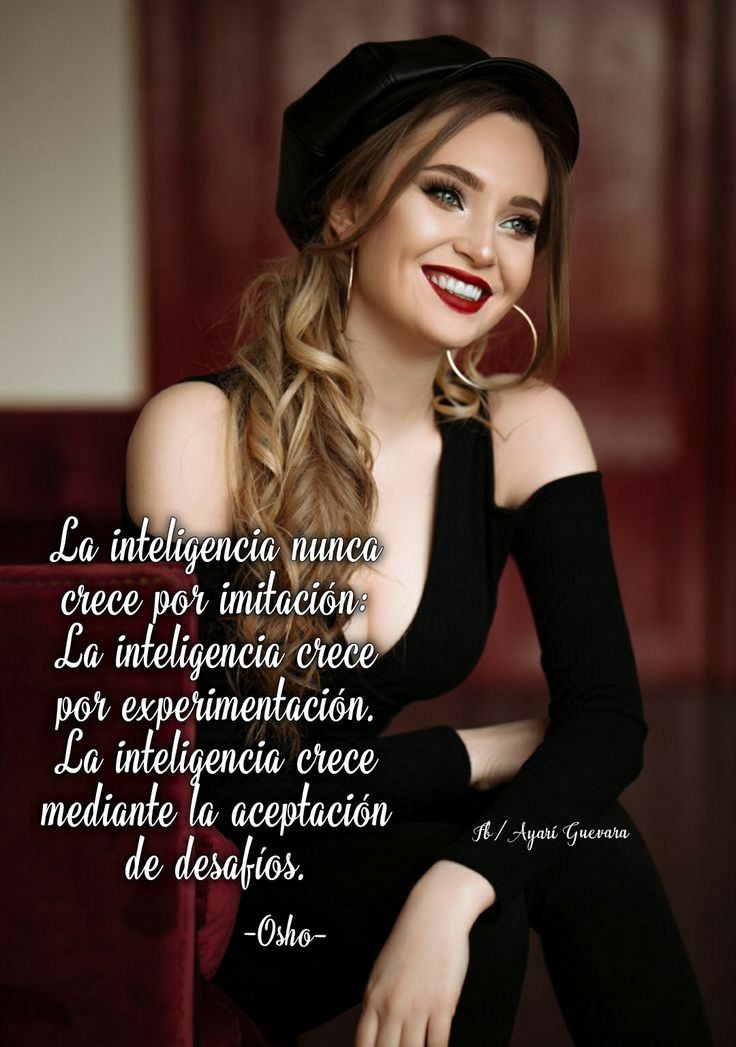 La inteligencia nunca
crece por imitación:
La inteligencia crece
por experimentación.
La inteligencia crece
mediante la aceptación
de desafíos.
fb/Ayarí Guevara
-Osho-